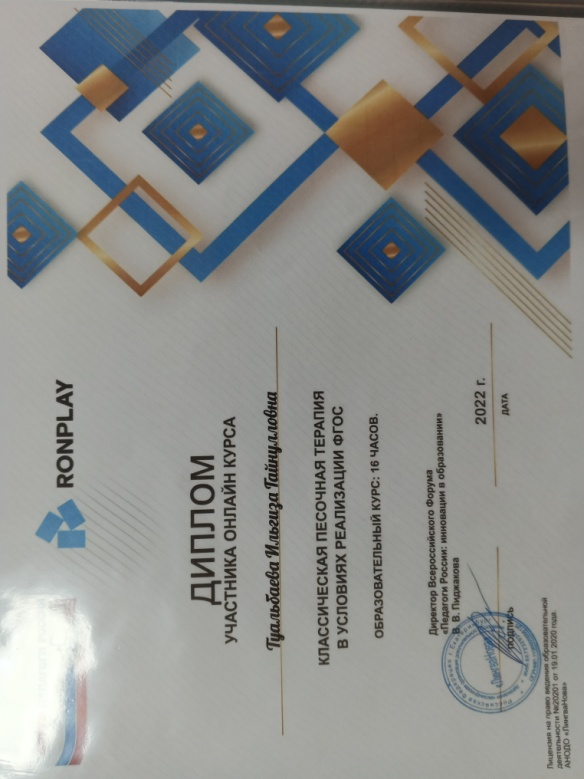 RONPLAY
ДИПЛОМ
УЧАСТНИКА ОНЛАЙН КУРСА
Туальбаева Ильгиза Гайнулловна
КЛАССИЧЕСКАЯ ПЕСОЧНАЯ ТЕРАПИЯ
В УСЛОВИЯХ РЕАЛИЗАЦИИ ФГОС
ОБРАЗОВАТЕЛЬНЫЙ КУРС: 16 ЧАСОВ.
Директор Всероссийского Форума
«Педагоги России: инновации в образовании»
В. В. Пиджакова
2022 г.
подпись
ДАТА
Лицензия на право ведения образовательной
деятельности №20201 от 19.01.2020 года.
АНОДО «ЛингваНова»